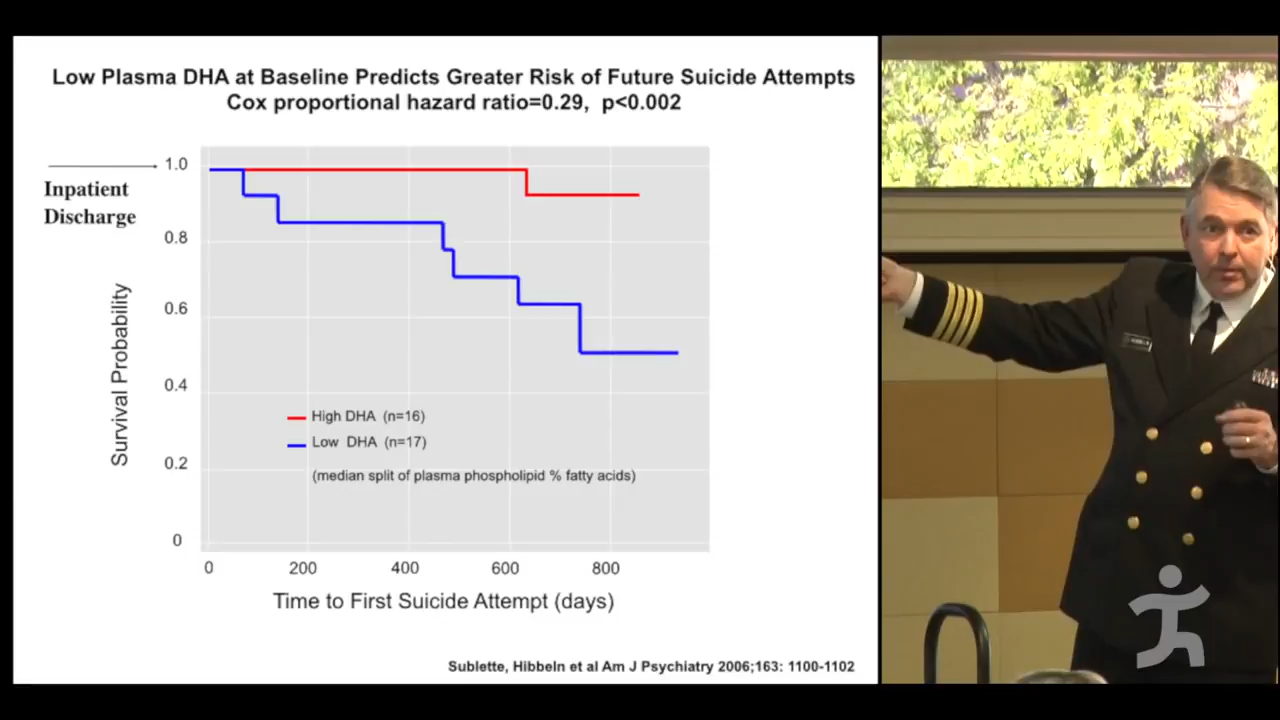 Low Plasma DHA at Baseline Predicts Greater Risk of Future Suicide Attempts
Cox proportional hazard ratio=0.29, p<0.002
Inpatient
Discharge
1.0
0.8
0.6
0.4
0.2
0
Survival Probability
High DHA (n=16)
Low DHA (n=17)
(median split of plasma phospholipid % fatty acids)
0 200 400 600 800
Time to First Suicide Attempt (days)
Sublette, Hibbeln et al Am J Psychiatry 2006;163: 1100-1102